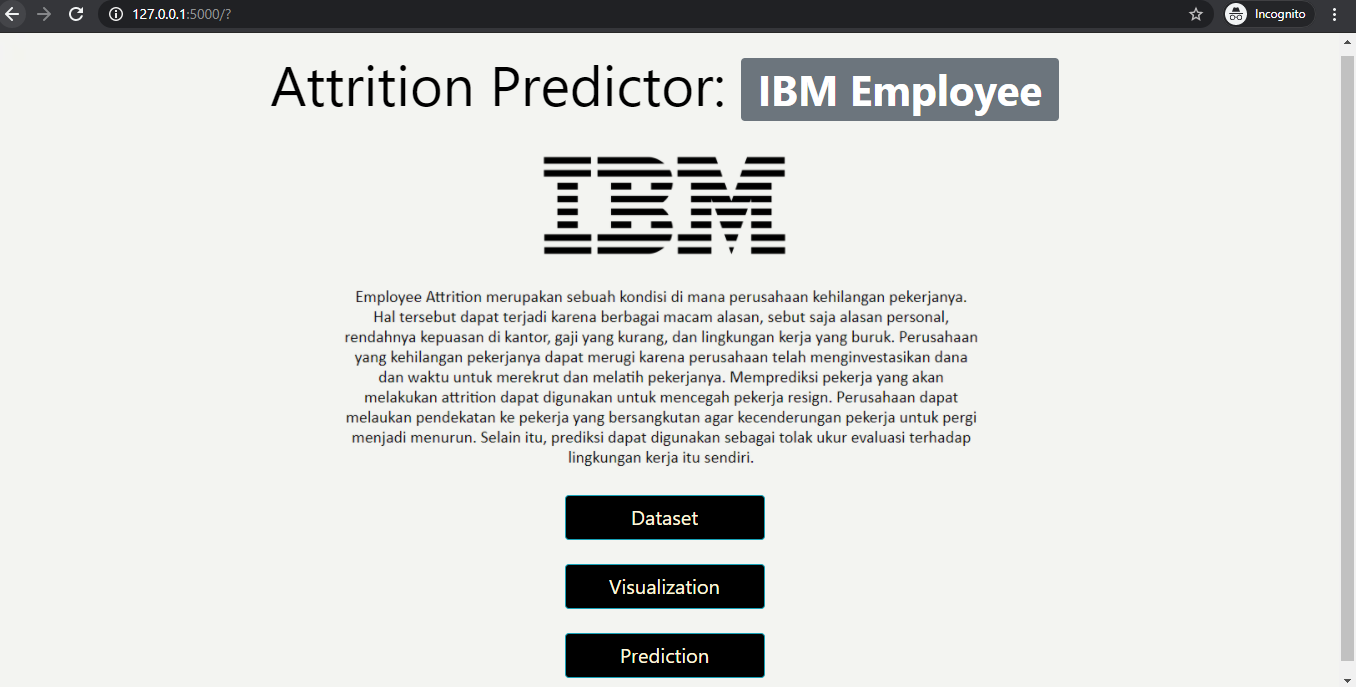 127.0.0.1:5000/?
Incognito
Attrition Predictor: IBM Employee
IBM
Employee Attrition merupakan sebuah kondisi di mana perusahaan kehilangan pekerjanya.
Hal tersebut dapat terjadi karena berbagai macam alasan, sebut saja alasan personal,
rendahnya kepuasan di kantor, gaji yang kurang, dan lingkungan kerja yang buruk. Perusahaan
yang kehilangan pekerjanya dapat merugi karena perusahaan telah menginvestasikan dana
dan waktu untuk merekrut dan melatih pekerjanya. Memprediksi pekerja yang akan
melakukan attrition dapat digunakan untuk mencegah pekerja resign. Perusahaan dapat
melaukan pendekatan ke pekerja yang bersangkutan agar kecenderungan pekerja untuk pergi
menjadi menurun. Selain itu, prediksi dapat digunakan sebagai tolak ukur evaluasi terhadap
lingkungan kerja itu sendiri.
Dataset
Visualization
Prediction